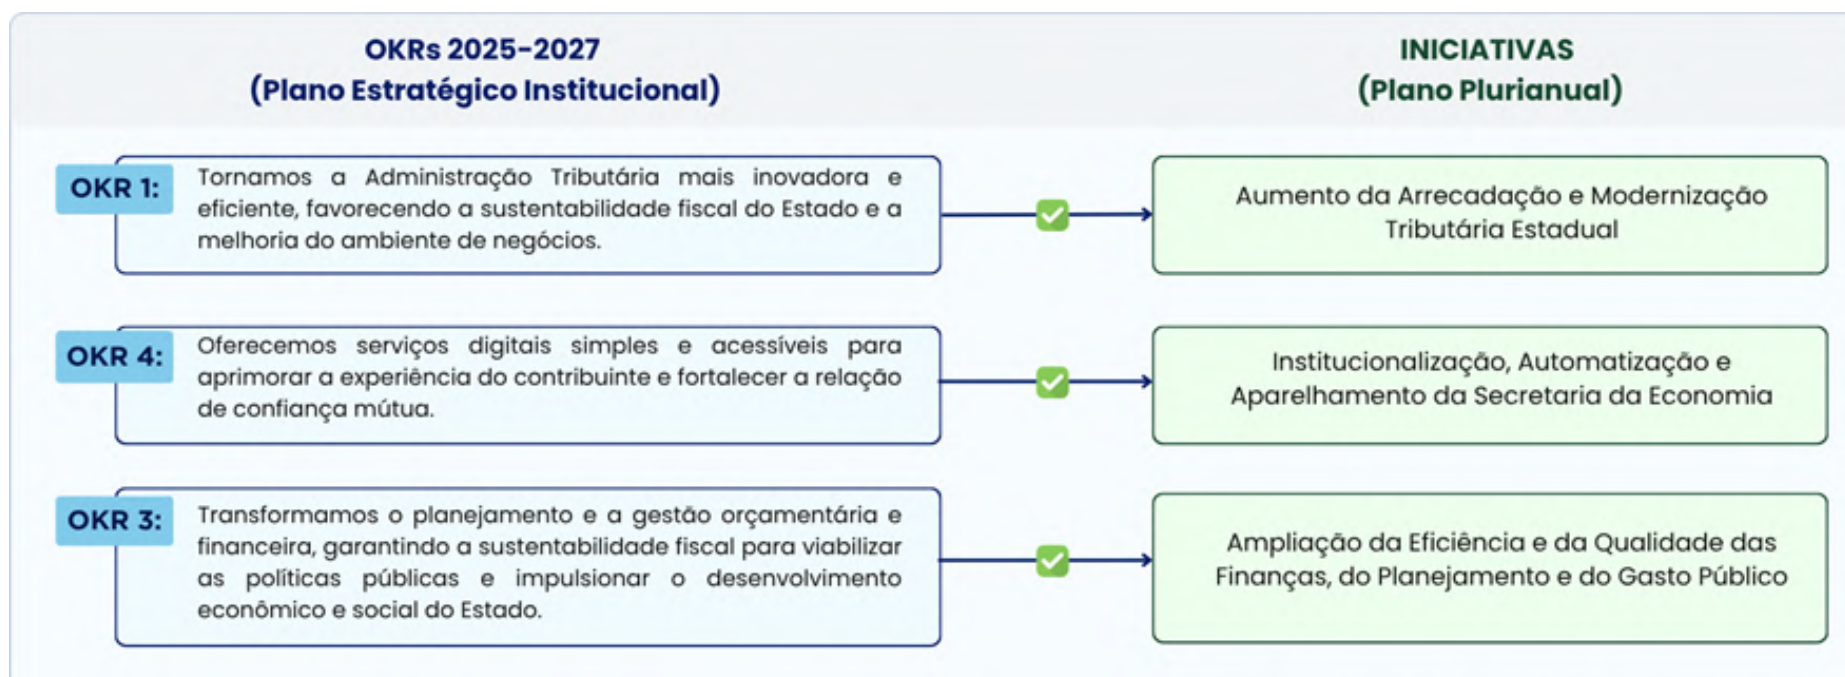 OKRs 2025-2027
(Plano Estratégico Institucional)
INICIATIVAS
(Plano Plurianual)
OKR 1:
Tornamos a Administração Tributária mais inovadora e
eficiente, favorecendo a sustentabilidade fiscal do Estado e a
melhoria do ambiente de negócios.
Aumento da Arrecadação e Modernização
Tributária Estadual
OKR 4:
Oferecemos serviços digitais simples e acessíveis para
aprimorar a experiência do contribuinte e fortalecer a relação
de confiança mútua.
Institucionalização, Automatização e
Aparelhamento da Secretaria da Economia
OKR 3:
Transformamos o planejamento e a gestão orçamentária e
financeira, garantindo a sustentabilidade fiscal para viabilizar
as políticas públicas e impulsionar o desenvolvimento
econômico e social do Estado.
Ampliação da Eficiência e da Qualidade das
Finanças, do Planejamento e do Gasto Público